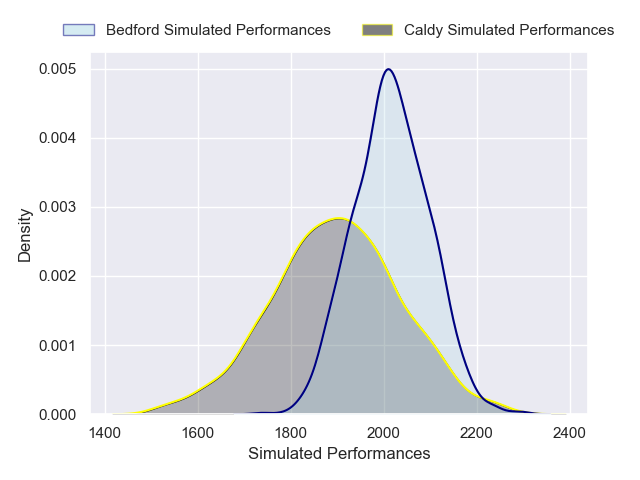 Bedford Simulated Performances
Caldy Simulated Performances
0.005
0.004
0.003
0.002
0.001
0.000
Density
1400 1600 1800 2000 2200 2400
Simulated Performances